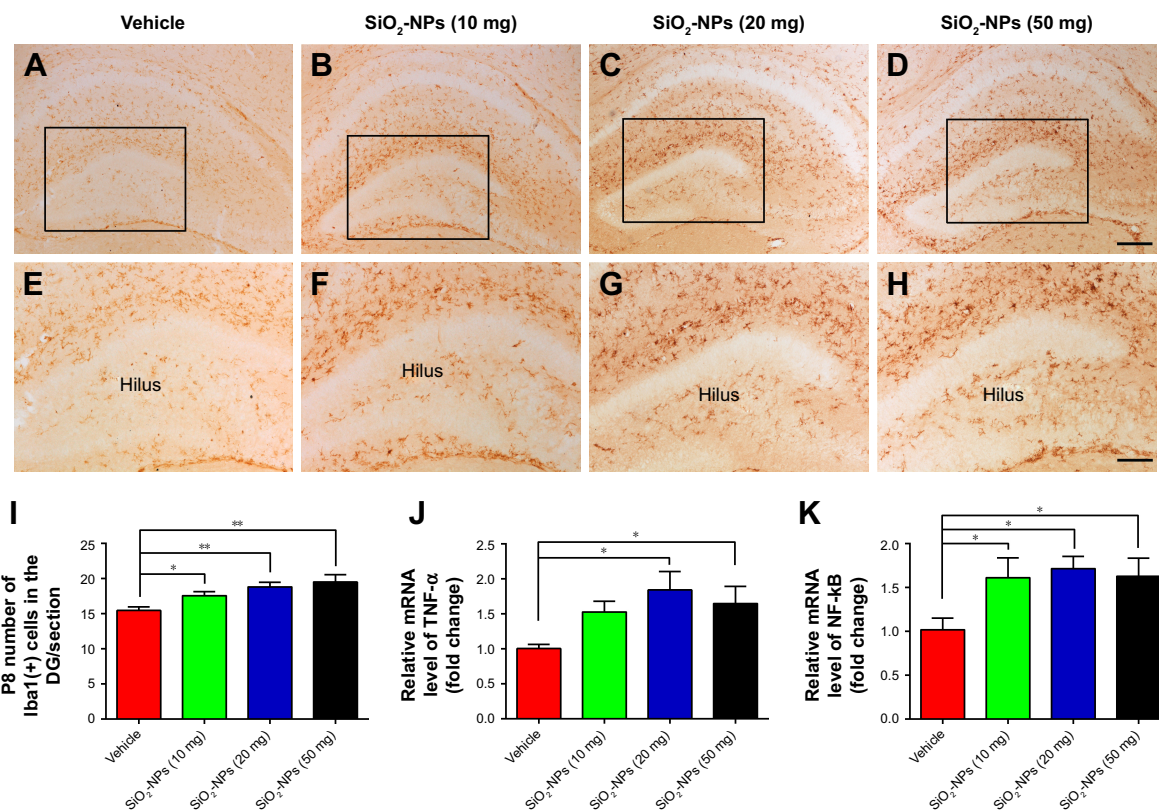 Vehicle
SiO₂-NPs (10 mg)
SiO₂-NPs (20 mg)
SiO₂-NPs (50 mg)
A
B
C
D
E
F
G
H
Hilus
Hilus
Hilus
Hilus
I
P8 number of
Iba1(+) cells in the
DG/section
25
20
15
10
5
0
*
**
**
Vehicle
SiO₂-NPs (10 mg)
SiO₂-NPs (20 mg)
SiO₂-NPs (50 mg)
J
Relative mRNA
level of TNF-α
(fold change)
2.5
2.0
1.5
1.0
0.5
0.0
*
*
Vehicle
SiO₂-NPs (10 mg)
SiO₂-NPs (20 mg)
SiO₂-NPs (50 mg)
K
Relative mRNA
level of NF-kB
(fold change)
2.0
1.5
1.0
0.5
0.0
*
*
*
Vehicle
SiO₂-NPs (10 mg)
SiO₂-NPs (20 mg)
SiO₂-NPs (50 mg)